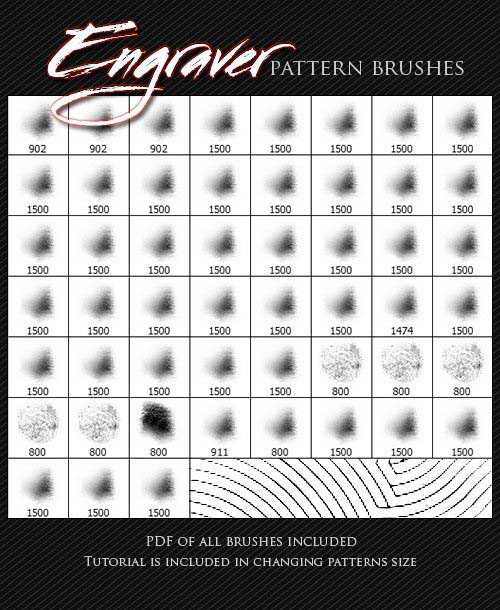 Engraver PATTERN BRUSHES
902 902 902 1500 1500 1500 1500 1500
1500 1500 1500 1500 1500 1500 1500 1500
1500 1500 1500 1500 1500 1500 1500 1500
1500 1500 1500 1500 1500 1500 1474 1500
1500 1500 1500 1500 1500 800 800 800
800 800 800 911 800 1500 1500 1500
1500 1500 1500
PDF OF ALL BRUSHES INCLUDED
TUTORIAL IS INCLUDED IN CHANGING PATTERNS SIZE